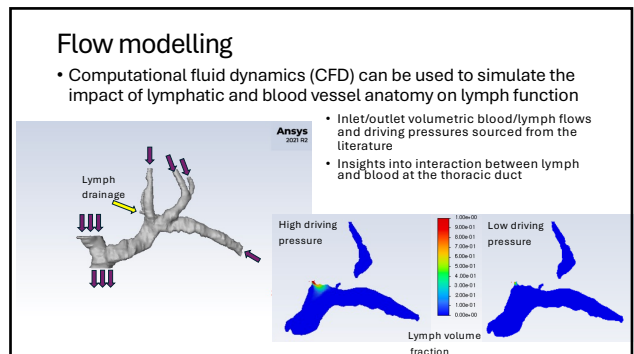 Flow modelling
• Computational fluid dynamics (CFD) can be used to simulate the
impact of lymphatic and blood vessel anatomy on lymph function
• Inlet/outlet volumetric blood/lymph flows
and driving pressures sourced from the
literature
• Insights into interaction between lymph
and blood at the thoracic duct
Ansys
2021 R2
Lymph
drainage
High driving
pressure
1.00e+00
9.00e-01
8.00e-01
7.00e-01
6.00e-01
5.00e-01
4.00e-01
3.00e-01
2.00e-01
1.00e-01
0.00e+00
Low driving
pressure
Lymph volume
fraction